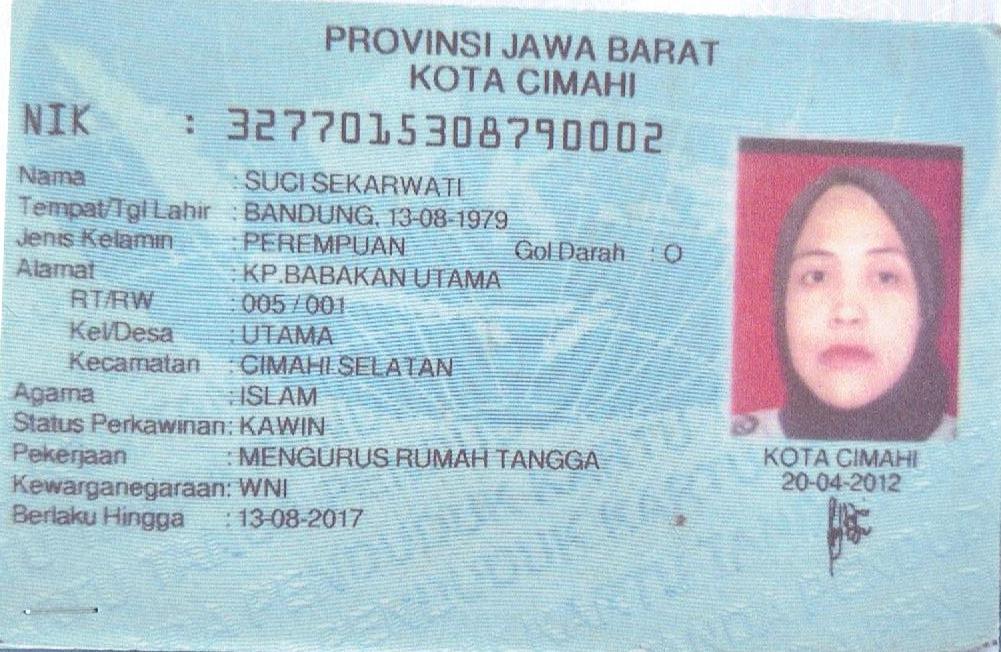 PROVINSI JAWA BARAT
KOTA CIMAHI
NIK : 3277015308790002
Nama : SUCI SEKARWATI
Tempat/Tgl Lahir : BANDUNG, 13-08-1979
Jenis Kelamin : PEREMPUAN Gol Darah : O
Alamat : KP.BABAKAN UTAMA
RT/RW : 005 / 001
Kel/Desa : UTAMA
Kecamatan : CIMAHI SELATAN
Agama : ISLAM
Status Perkawinan: KAWIN
Pekerjaan : MENGURUS RUMAH TANGGA
Kewarganegaraan: WNI
Berlaku Hingga : 13-08-2017
KOTA CIMAHI
20-04-2012